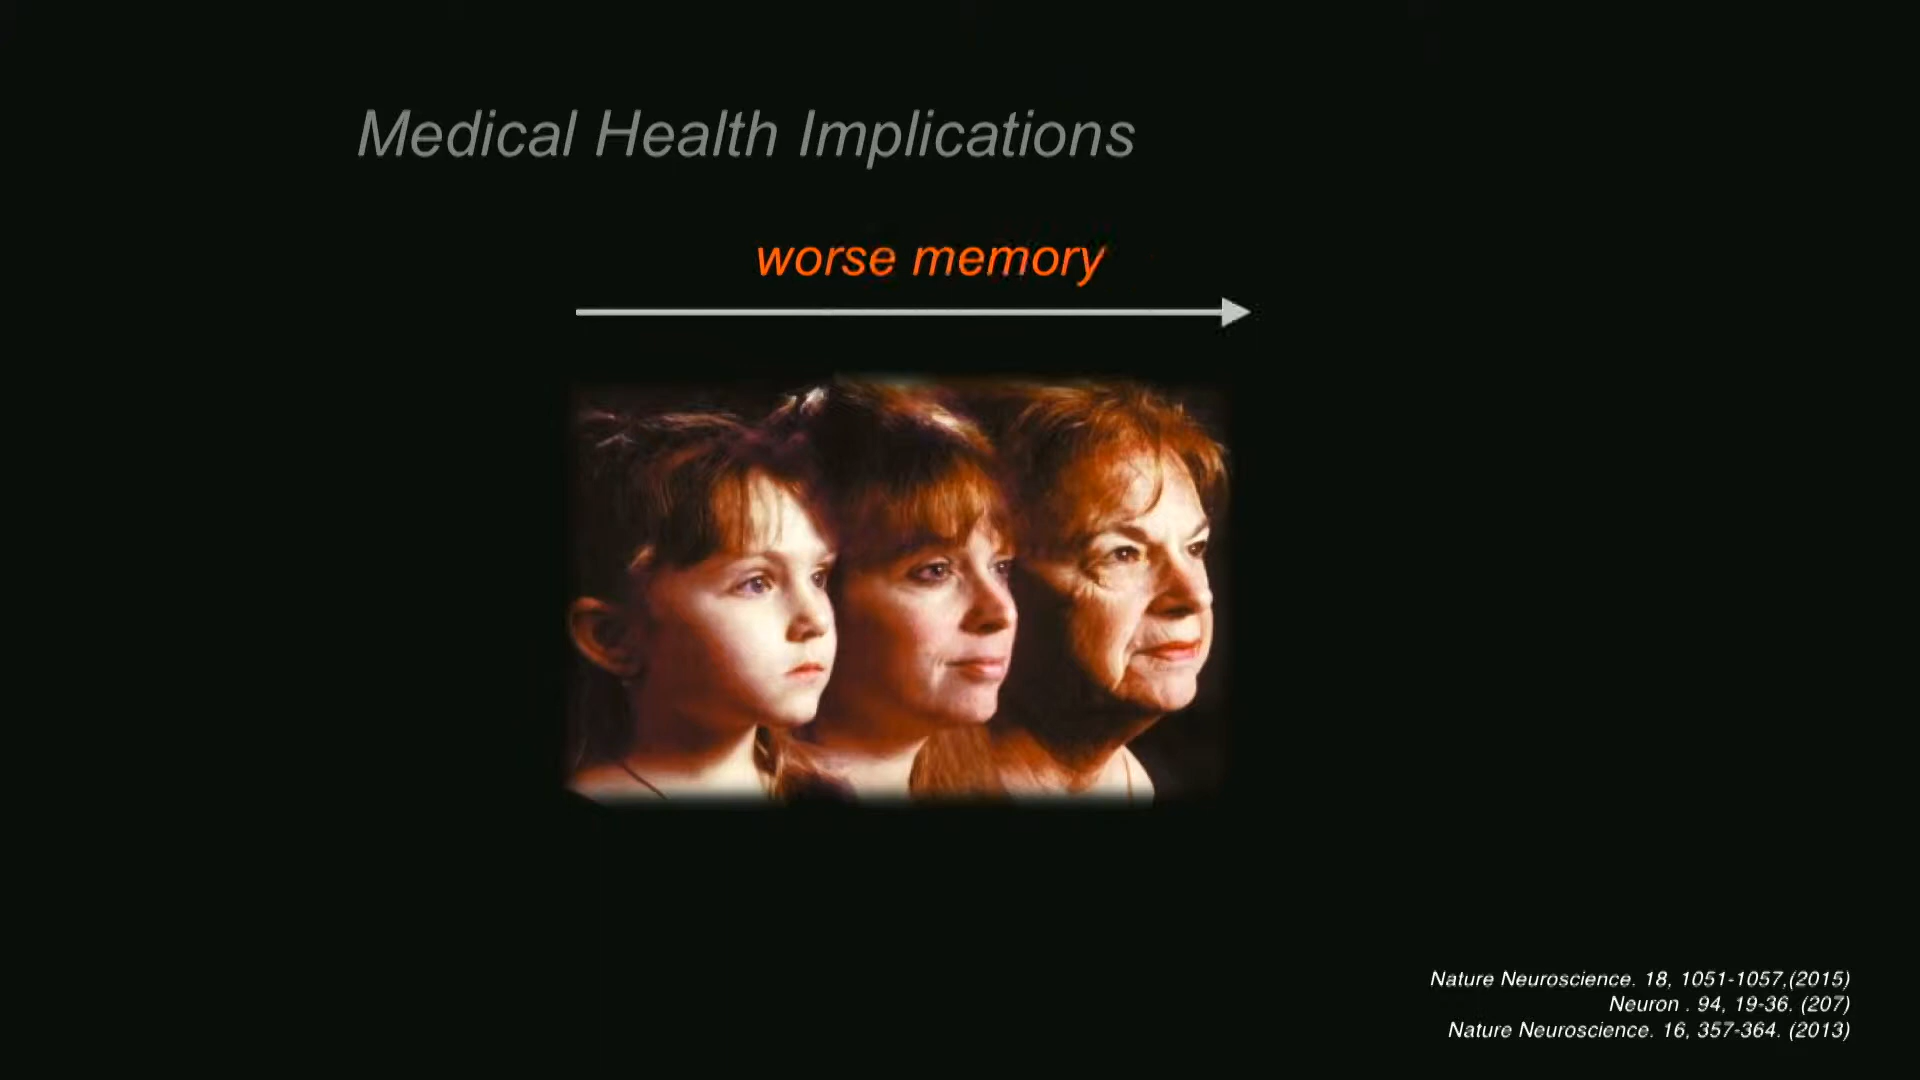 Medical Health Implications
worse memory
Nature Neuroscience. 18, 1051-1057,(2015)
Neuron . 94, 19-36. (207)
Nature Neuroscience. 16, 357-364. (2013)